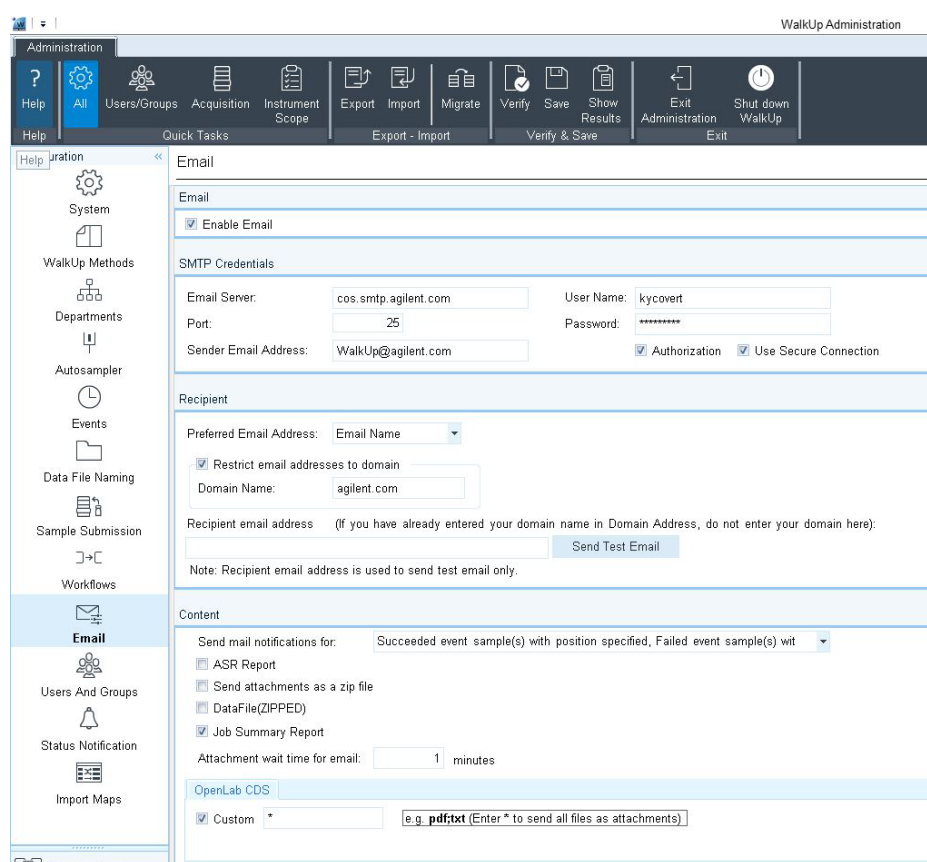 WalkUp Administration
Administration
?
Help
All
Users/Groups
Acquisition
Instrument Scope
Export
Import
Migrate
Verify
Save
Show Results
Exit Administration
Shut down WalkUp
Help
Quick Tasks
Export - Import
Verify & Save
Exit
Help
uration
«
System
WalkUp Methods
Departments
Autosampler
Events
Data File Naming
Sample Submission
Workflows
Email
Users And Groups
Status Notification
Import Maps
Email
Email
Enable Email
SMTP Credentials
Email Server: cos.smtp.agilent.com User Name: kycovert
Port: 25 Password: *********
Sender Email Address: WalkUp@agilent.com Authorization Use Secure Connection
Recipient
Preferred Email Address: Email Name
Restrict email addresses to domain
Domain Name: agilent.com
Recipient email address (If you have already entered your domain name in Domain Address, do not enter your domain here):
Send Test Email
Note: Recipient email address is used to send test email only.
Content
Send mail notifications for: Succeeded event sample(s) with position specified, Failed event sample(s) wit
ASR Report
Send attachments as a zip file
DataFile(ZIPPED)
Job Summary Report
Attachment wait time for email: 1 minutes
OpenLab CDS
Custom * e.g. pdf;txt (Enter * to send all files as attachments)